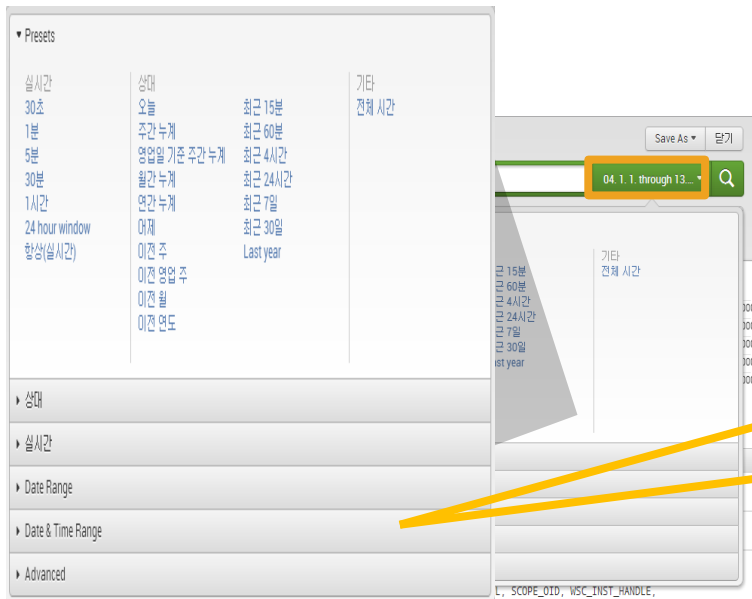 Presets
실시간
30초
1분
5분
30분
1시간
24 hour window
항상(실시간)
상대
오늘
주간 누계
영업일 기준 주간 누계
월간 누계
연간 누계
어제
이전 주
이전 영업 주
이전 월
이전 연도
최근 15분
최근 60분
최근 4시간
최근 24시간
최근 7일
최근 30일
Last year
기타
전체 시간
상대
실시간
Date Range
Date & Time Range
Advanced
Save As
닫기
04. 1. 1. through 13....
근 15분
근 60분
근 4시간
근 24시간
근 7일
근 30일
st year
기타
전체 시간
L, SCOPE_OID, WSC_INST_HANDLE,